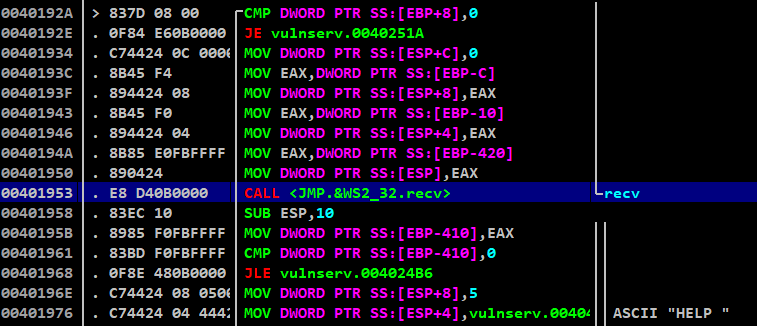 0040192A > 837D 08 00 CMP DWORD PTR SS:[EBP+8],0
0040192E . 0F84 E60B0000 JE vulnserv.0040251A
00401934 . C74424 0C 0000 MOV DWORD PTR SS:[ESP+C],0
0040193C . 8B45 F4 MOV EAX,DWORD PTR SS:[EBP-C]
0040193F . 894424 08 MOV DWORD PTR SS:[ESP+8],EAX
00401943 . 8B45 F0 MOV EAX,DWORD PTR SS:[EBP-10]
00401946 . 894424 04 MOV DWORD PTR SS:[ESP+4],EAX
0040194A . 8B85 E0FBFFFF MOV EAX,DWORD PTR SS:[EBP-420]
00401950 . 890424 MOV DWORD PTR SS:[ESP],EAX
00401953 . E8 D40B0000 CALL <JMP.&WS2_32.recv> recv
00401958 . 83EC 10 SUB ESP,10
0040195B . 8985 F0FBFFFF MOV DWORD PTR SS:[EBP-410],EAX
00401961 . 83BD F0FBFFFF CMP DWORD PTR SS:[EBP-410],0
00401968 . 0F8E 480B0000 JLE vulnserv.004024B6
0040196E . C74424 08 0500 MOV DWORD PTR SS:[ESP+8],5
00401976 . C74424 04 4442 MOV DWORD PTR SS:[ESP+4],vulnserv.00404 ASCII "HELP "